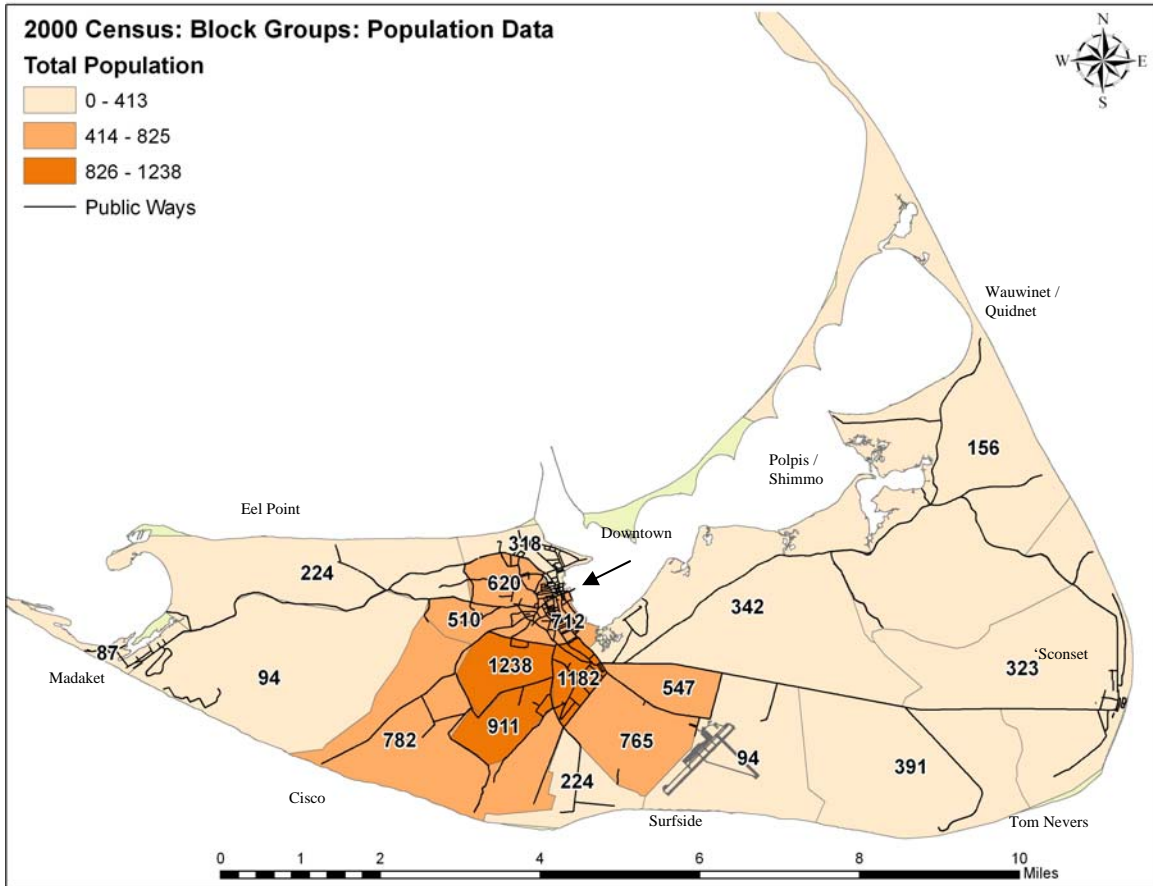 2000 Census: Block Groups: Population Data
Total Population
0 - 413
414 - 825
826 - 1238
Public Ways
N
W
E
S
Wauwinet /
Quidnet
156
Polpis /
Shimmo
Eel Point
Downtown
318
224
620
342
510
712
87
Madaket
94
1238
1182
547
323
‘Sconset
911
782
765
94
391
224
Cisco
Surfside
Tom Nevers
0 1 2 4 6 8 10
Miles